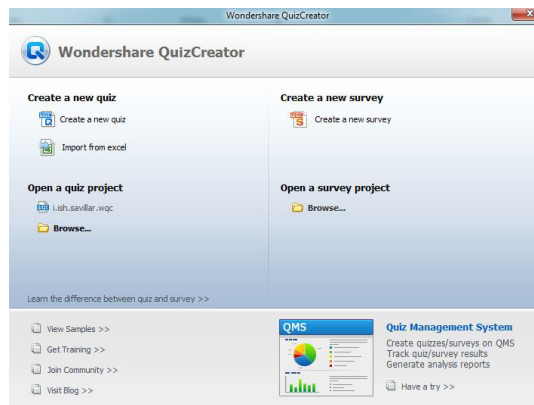 Wondershare QuizCreator
Wondershare QuizCreator
Create a new quiz
Create a new quiz
Import from excel
Create a new survey
Create a new survey
Open a quiz project
i.ish.savillar.wqc
Browse...
Open a survey project
Browse...
Learn the difference between quiz and survey >>
View Samples >>
Get Training >>
Join Community >>
Visit Blog >>
QMS
Quiz Management System
Create quizzes/surveys on QMS
Track quiz/survey results
Generate analysis reports
Have a try >>